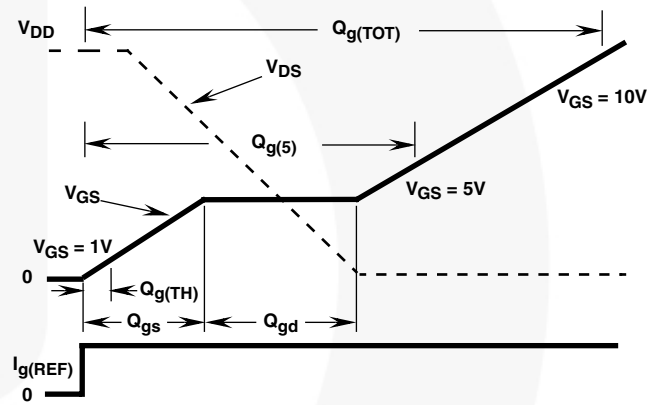 V_DD
Q_g(TOT)
V_DS
V_GS = 10V
Q_g(5)
V_GS
V_GS = 5V
V_GS = 1V
0
Q_g(TH)
Q_gs
Q_gd
I_g(REF)
0